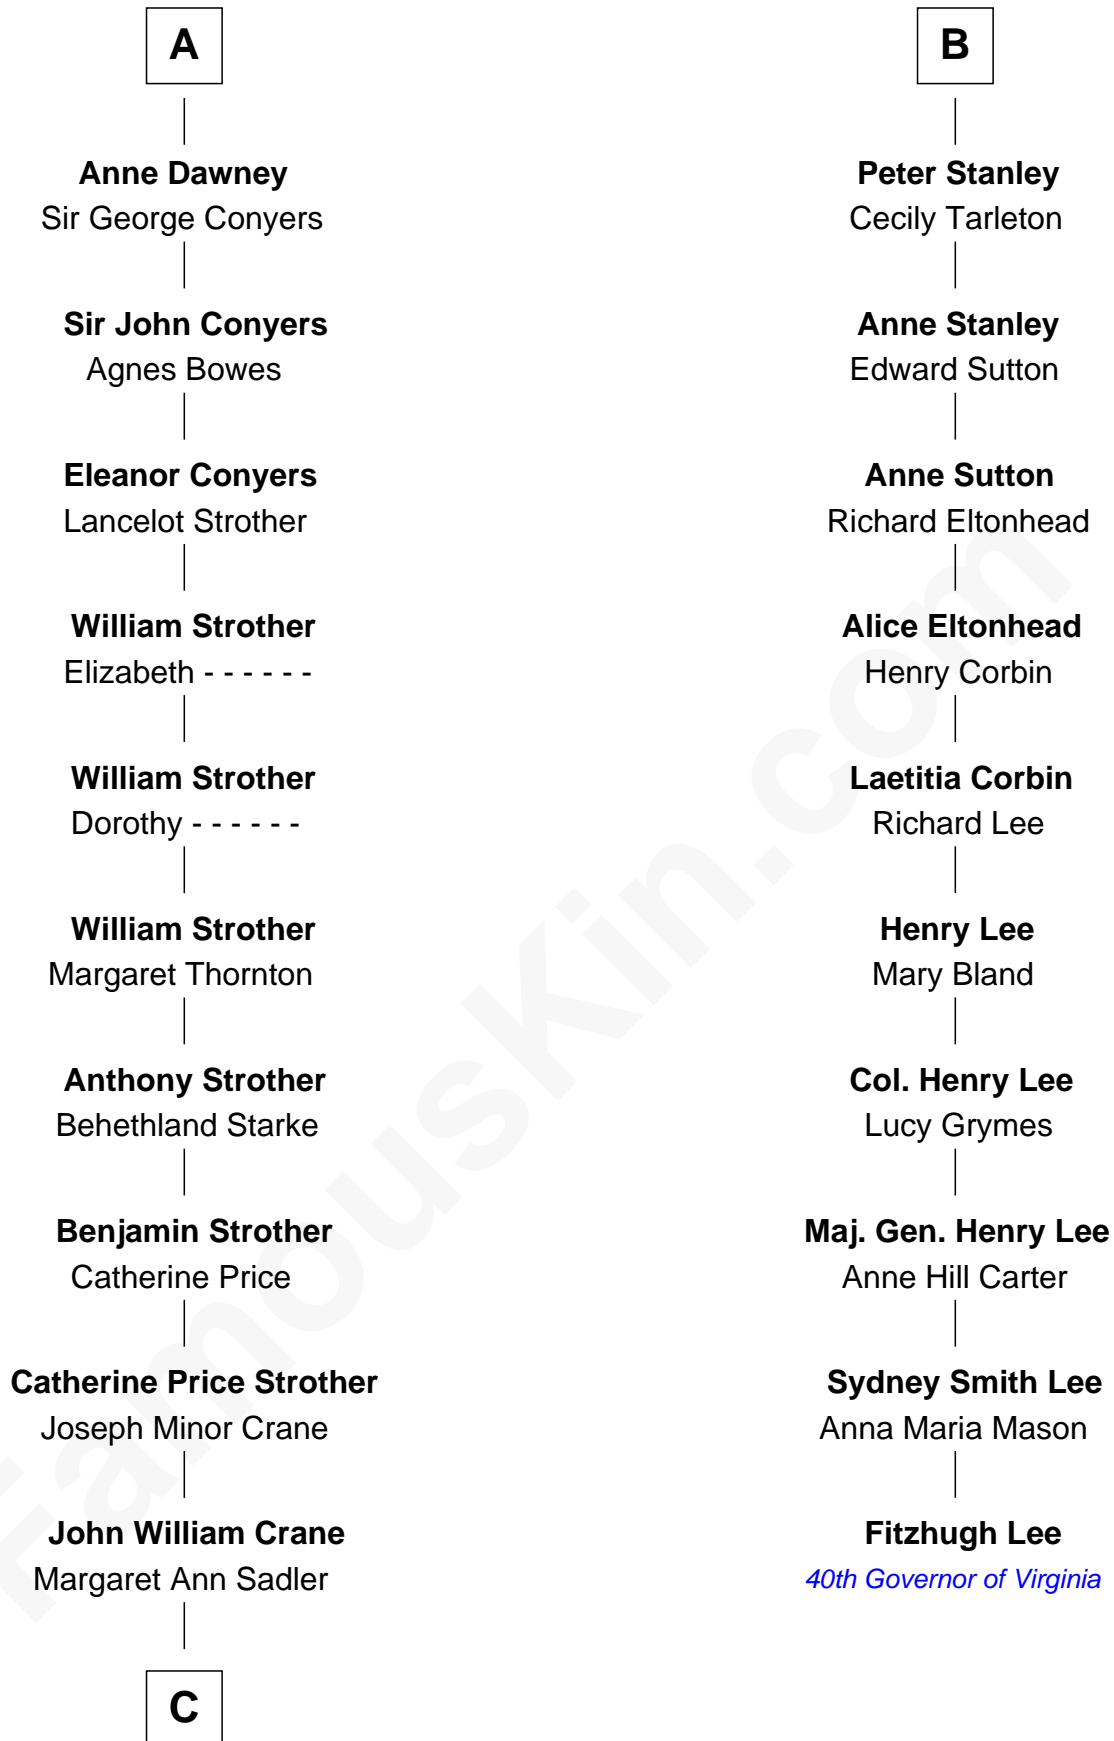 A
Anne Dawney
Sir George Conyers
Sir John Conyers
Agnes Bowes
Eleanor Conyers
Lancelot Strother
William Strother
Elizabeth - - - - - -
William Strother
Dorothy - - - - - -
William Strother
Margaret Thornton
Anthony Strother
Behethland Starke
Benjamin Strother
Catherine Price
Catherine Price Strother
Joseph Minor Crane
John William Crane
Margaret Ann Sadler
C
B
Peter Stanley
Cecily Tarleton
Anne Stanley
Edward Sutton
Anne Sutton
Richard Eltonhead
Alice Eltonhead
Henry Corbin
Laetitia Corbin
Richard Lee
Henry Lee
Mary Bland
Col. Henry Lee
Lucy Grymes
Maj. Gen. Henry Lee
Anne Hill Carter
Sydney Smith Lee
Anna Maria Mason
Fitzhugh Lee
40th Governor of Virginia
FamousKin.com